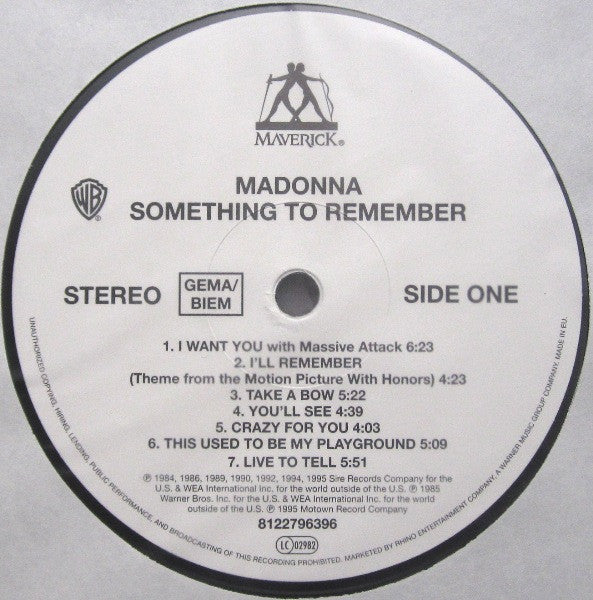 MAVERICK®
MADONNA
SOMETHING TO REMEMBER
WB
®
STEREO
GEMA/
BIEM
SIDE ONE
1. I WANT YOU with Massive Attack 6:23
2. I'LL REMEMBER
(Theme from the Motion Picture With Honors) 4:23
3. TAKE A BOW 5:22
4. YOU'LL SEE 4:39
5. CRAZY FOR YOU 4:03
6. THIS USED TO BE MY PLAYGROUND 5:09
7. LIVE TO TELL 5:51
℗ 1984, 1986, 1989, 1990, 1992, 1994, 1995 Sire Records Company for the
U.S. & WEA International Inc. for the world outside of the U.S. ℗ 1985
Warner Bros. Inc. for the U.S. & WEA International Inc. for the world
outside of the U.S. ℗ 1995 Motown Record Company
8122796396
LC 02982
UNAUTHORIZED COPYING, HIRING, LENDING, PUBLIC PERFORMANCE, AND BROADCASTING OF THIS RECORDING PROHIBITED. MARKETED BY RHINO ENTERTAINMENT COMPANY, A WARNER MUSIC GROUP COMPANY. MADE IN EU.